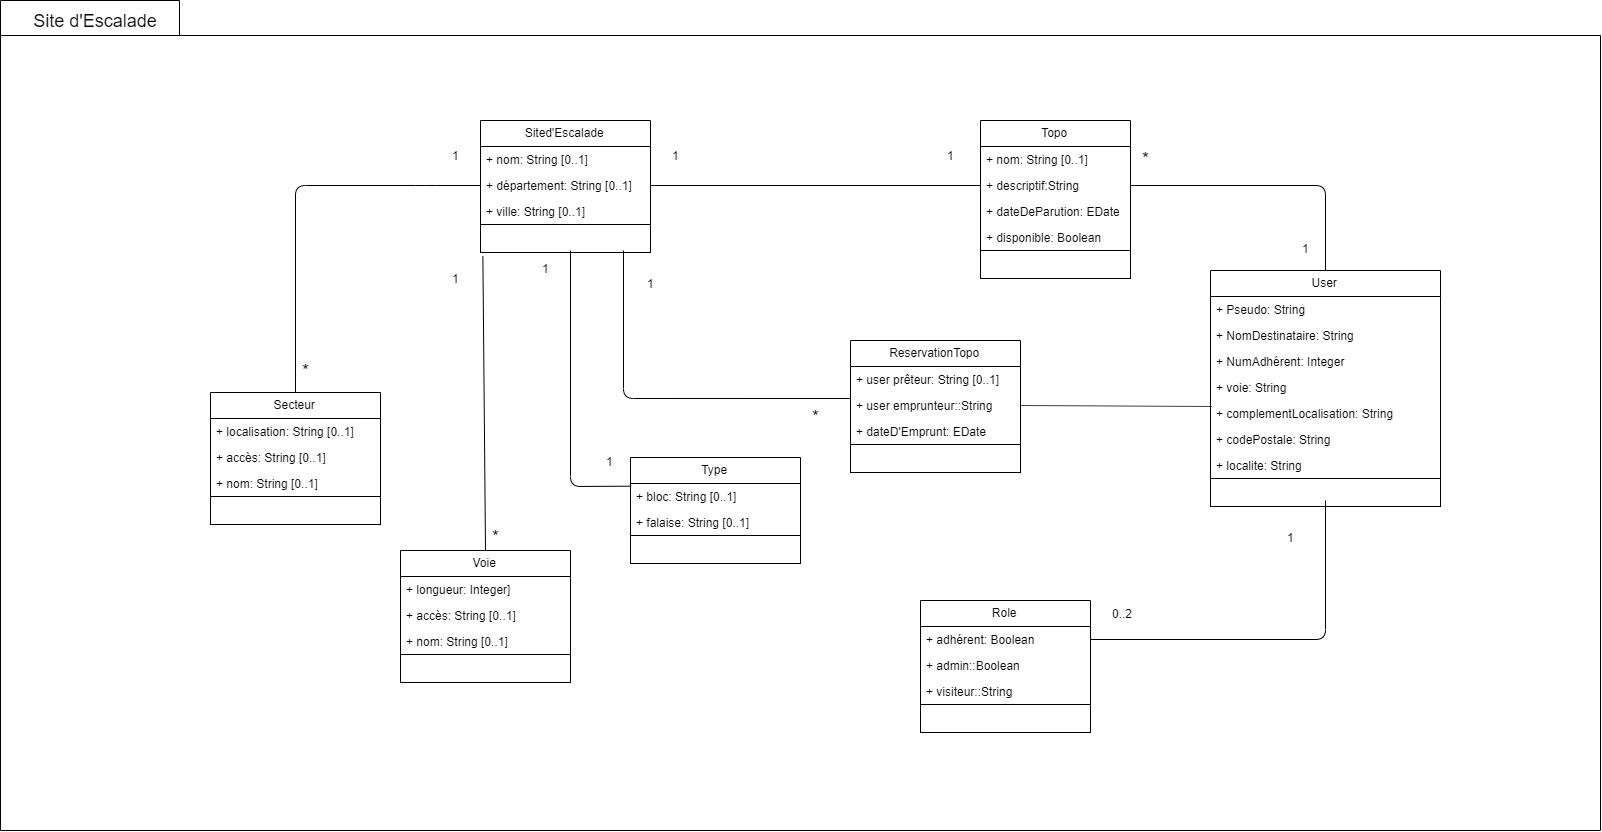 Site d'Escalade
Sited'Escalade
+ nom: String [0..1]
+ département: String [0..1]
+ ville: String [0..1]
1
1
1
1
1
Topo
+ nom: String [0..1]
+ descriptif:String
+ dateDeParution: EDate
+ disponible: Boolean
1
*
1
User
+ Pseudo: String
+ NomDestinataire: String
+ NumAdhérent: Integer
+ voie: String
+ complementLocalisation: String
+ codePostale: String
+ localite: String
1
ReservationTopo
+ user prêteur: String [0..1]
+ user emprunteur::String
+ dateD'Emprunt: EDate
*
*
Secteur
+ localisation: String [0..1]
+ accès: String [0..1]
+ nom: String [0..1]
1
Type
+ bloc: String [0..1]
+ falaise: String [0..1]
*
Voie
+ longueur: Integer]
+ accès: String [0..1]
+ nom: String [0..1]
Role
+ adhérent: Boolean
+ admin::Boolean
+ visiteur::String
0..2